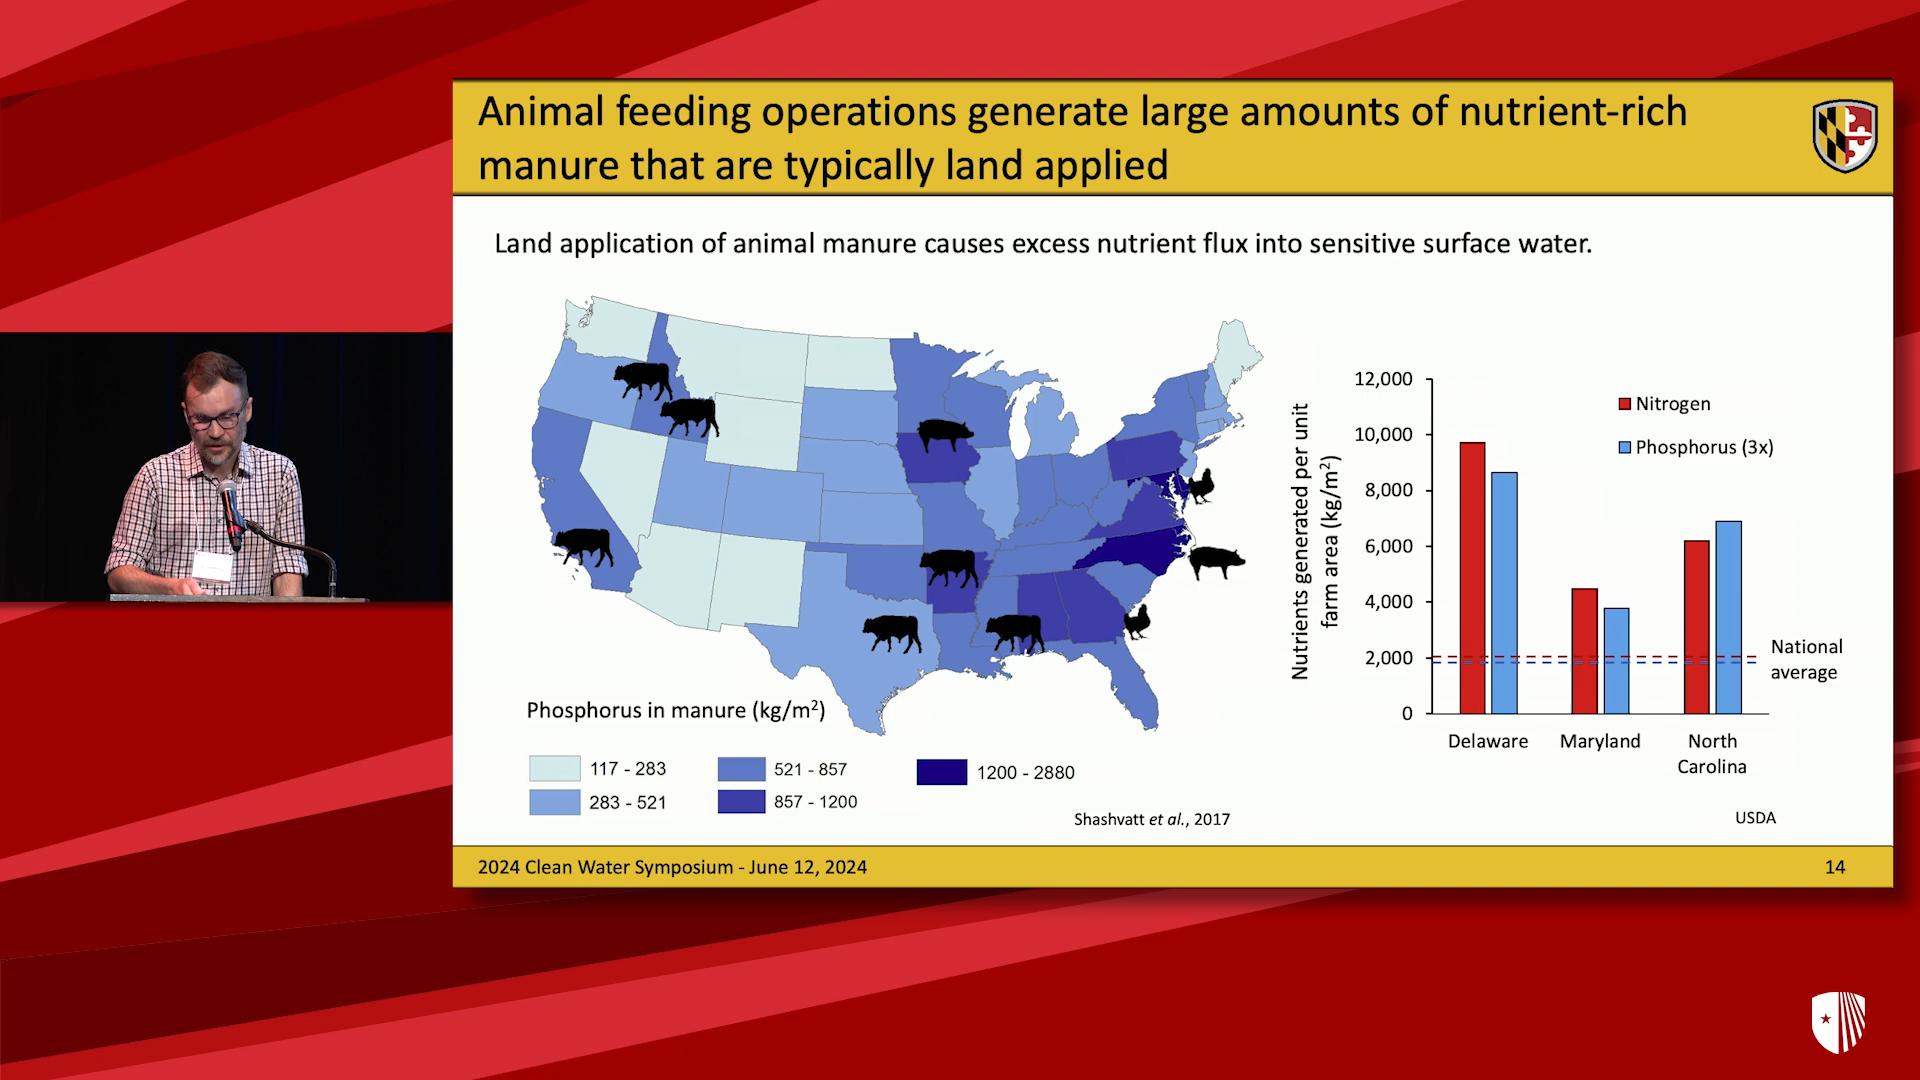 Animal feeding operations generate large amounts of nutrient-rich
manure that are typically land applied
Land application of animal manure causes excess nutrient flux into sensitive surface water.
Phosphorus in manure (kg/m²)
117 - 283
283 - 521
521 - 857
857 - 1200
1200 - 2880
Shashvatt et al., 2017
Nutrients generated per unit
farm area (kg/m²)
12,000
10,000
8,000
6,000
4,000
2,000
0
Nitrogen
Phosphorus (3x)
National
average
Delaware
Maryland
North
Carolina
USDA
2024 Clean Water Symposium - June 12, 2024
14